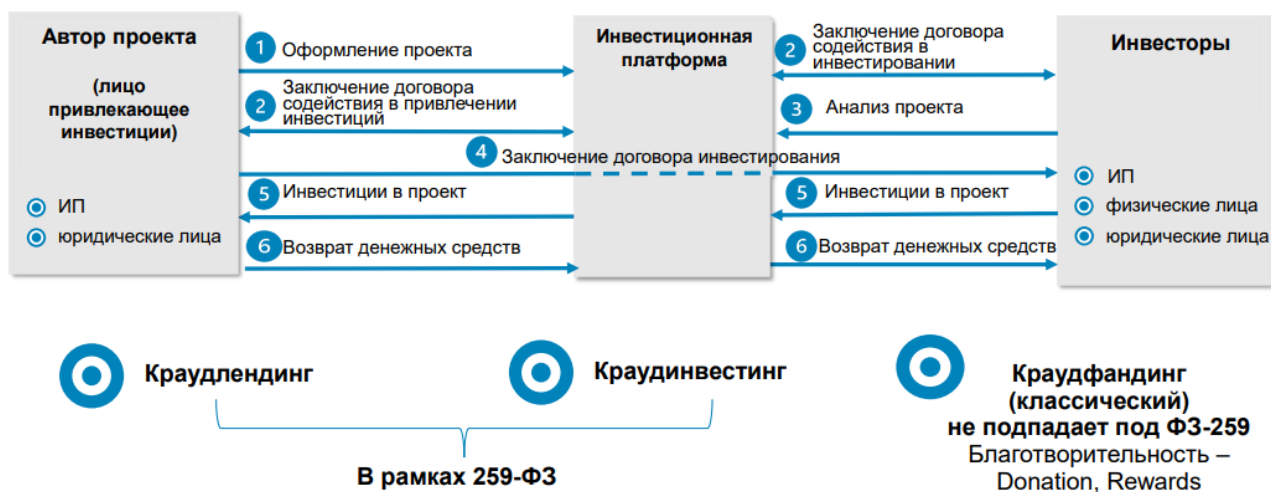 Автор проекта
(лицо
привлекающее
инвестиции)
ИП
юридические лица
1 Оформление проекта
2 Заключение договора
содействия в привлечении
инвестиций
4 Заключение договора инвестирования
5 Инвестиции в проект
6 Возврат денежных средств
Инвестиционная
платформа
2 Заключение договора
содействия в
инвестировании
3 Анализ проекта
5 Инвестиции в проект
6 Возврат денежных средств
Инвесторы
ИП
физические лица
юридические лица
Краудлендинг
Краудинвестинг
В рамках 259-ФЗ
Краудфандинг
(классический)
не подпадает под ФЗ-259
Благотворительность –
Donation, Rewards